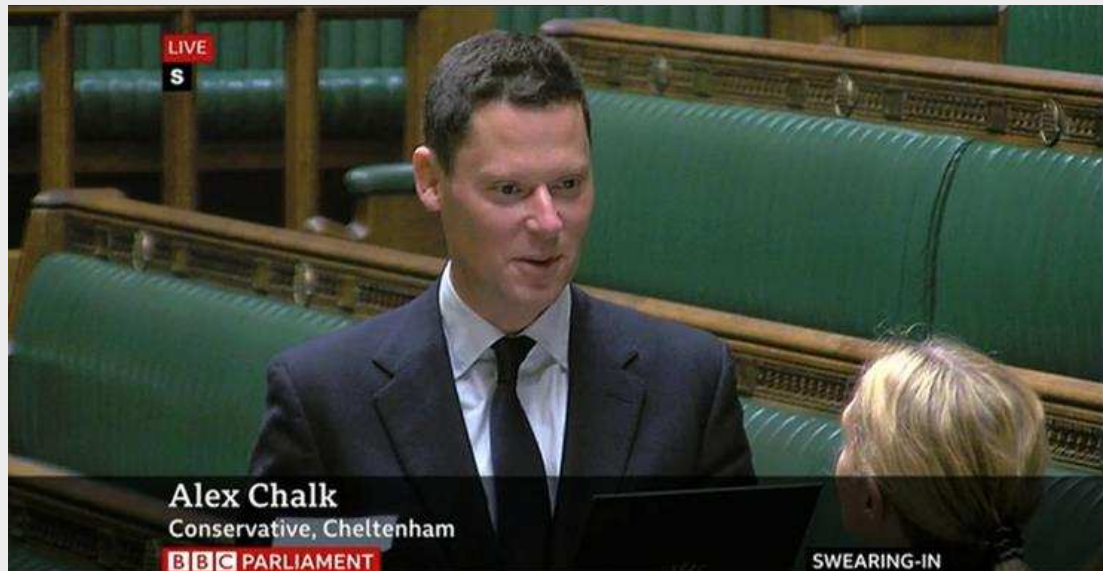 LIVE
S
Alex Chalk
Conservative, Cheltenham
BBC PARLIAMENT
SWEARING-IN